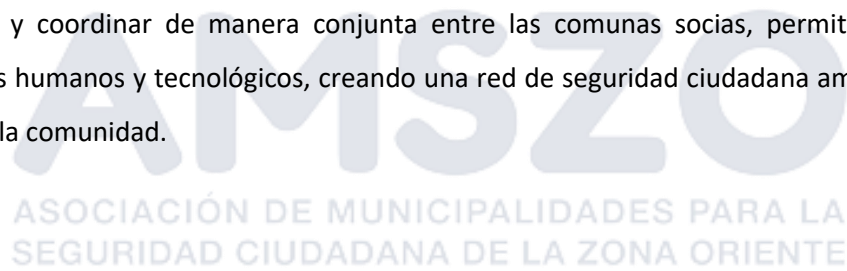 y coordinar de manera conjunta entre las comunas socias, permit
s humanos y tecnológicos, creando una red de seguridad ciudadana am
la comunidad.
AMSZO
ASOCIACIÓN DE MUNICIPALIDADES PARA LA
SEGURIDAD CIUDADANA DE LA ZONA ORIENTE